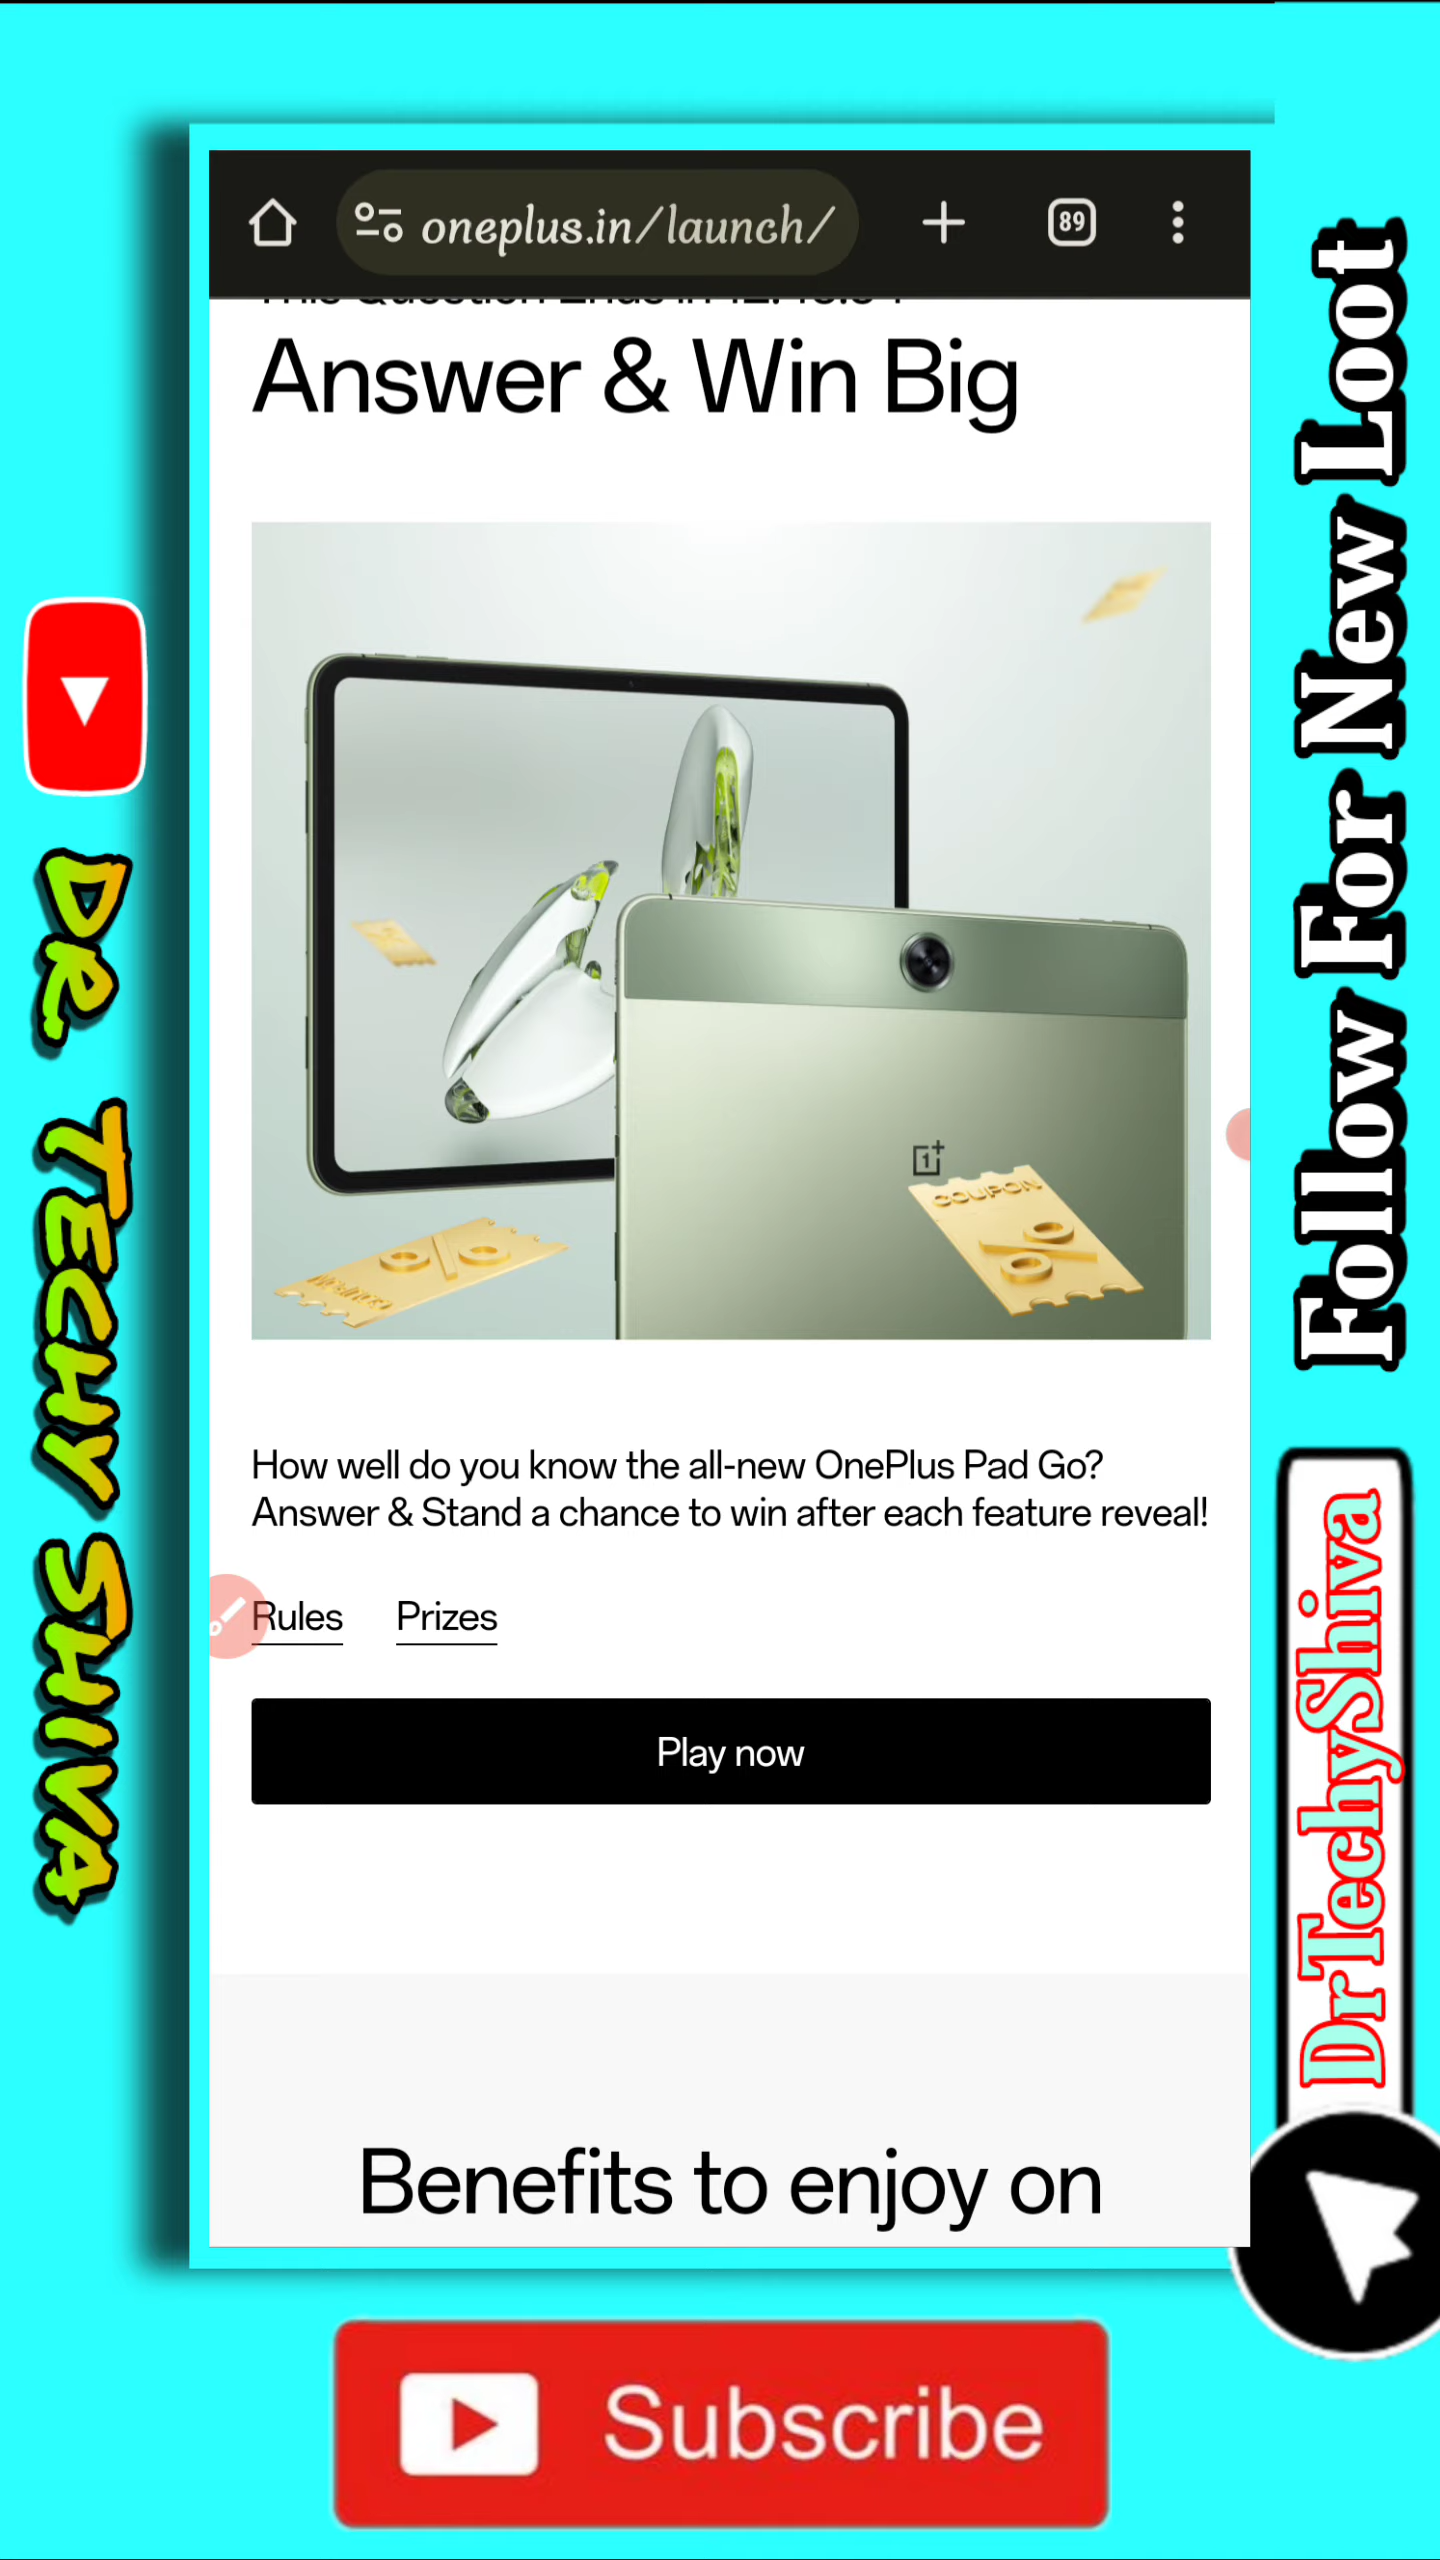 oneplus.in/launch/
89
Answer & Win Big
COUPON
How well do you know the all-new OnePlus Pad Go?
Answer & Stand a chance to win after each feature reveal!
Rules
Prizes
Play now
Benefits to enjoy on
DR. TECHY SHIVA
Follow For New Loot
DrTechyShiva
Subscribe